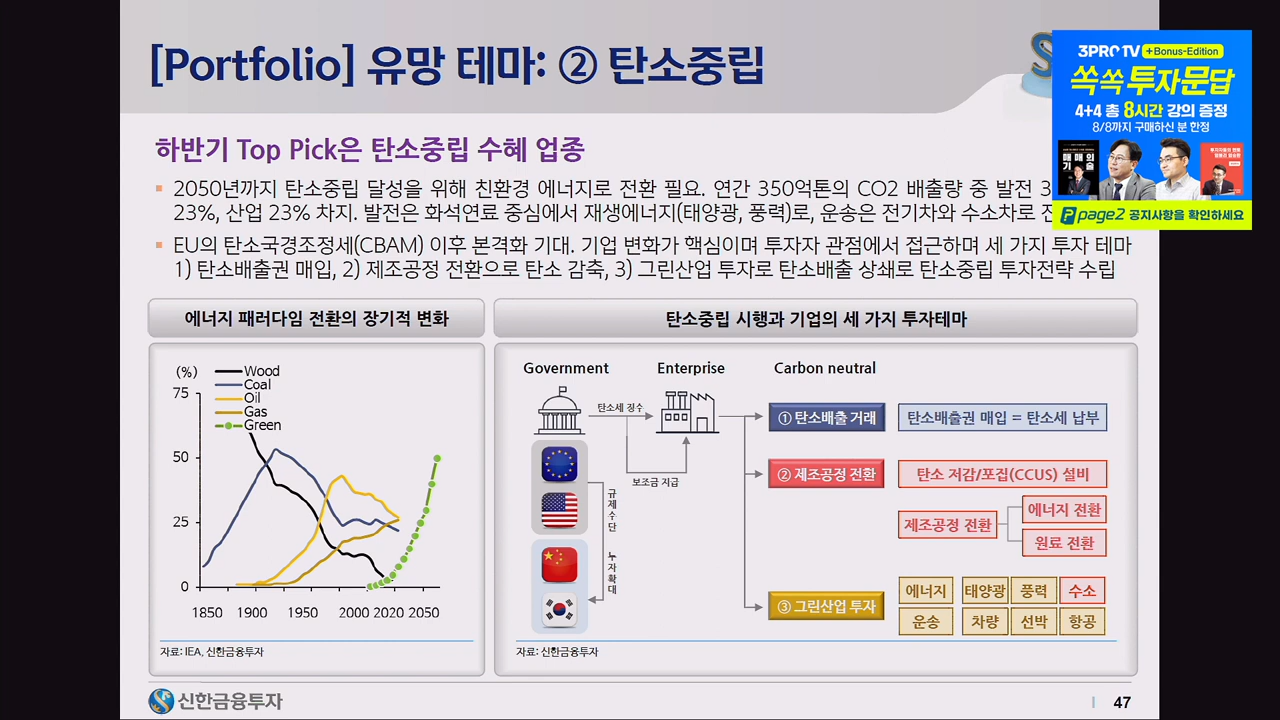 [Portfolio] 유망 테마: ② 탄소중립
3PROTV +Bonus-Edition
쏙쏙 투자문답
4+4 총 8시간 강의 증정
8/8까지 구매하신 분 한정
매매의
기술
page2 공지사항을 확인하세요
하반기 Top Pick은 탄소중립 수혜 업종
2050년까지 탄소중립 달성을 위해 친환경 에너지로 전환 필요. 연간 350억톤의 CO2 배출량 중 발전 3
23%, 산업 23% 차지. 발전은 화석연료 중심에서 재생에너지(태양광, 풍력)로, 운송은 전기차와 수소차로
EU의 탄소국경조정세(CBAM) 이후 본격화 기대. 기업 변화가 핵심이며 투자자 관점에서 접근하며 세 가지 투자 테마
1) 탄소배출권 매입, 2) 제조공정 전환으로 탄소 감축, 3) 그린산업 투자로 탄소배출 상쇄로 탄소중립 투자전략 수립
에너지 패러다임 전환의 장기적 변화
(%)
Wood
Coal
Oil
Gas
Green
75
50
25
0
1850 1900 1950 2000 2020 2050
자료: IEA, 신한금융투자
탄소중립 시행과 기업의 세 가지 투자테마
Government Enterprise Carbon neutral
탄소세 징수
보조금 지급
규제수단
투자확대
① 탄소배출 거래 탄소배출권 매입 = 탄소세 납부
② 제조공정 전환 탄소 저감/포집(CCUS) 설비
제조공정 전환
에너지 전환
원료 전환
③ 그린산업 투자
에너지 태양광 풍력 수소
운송 차량 선박 항공
자료: 신한금융투자
신한금융투자
47